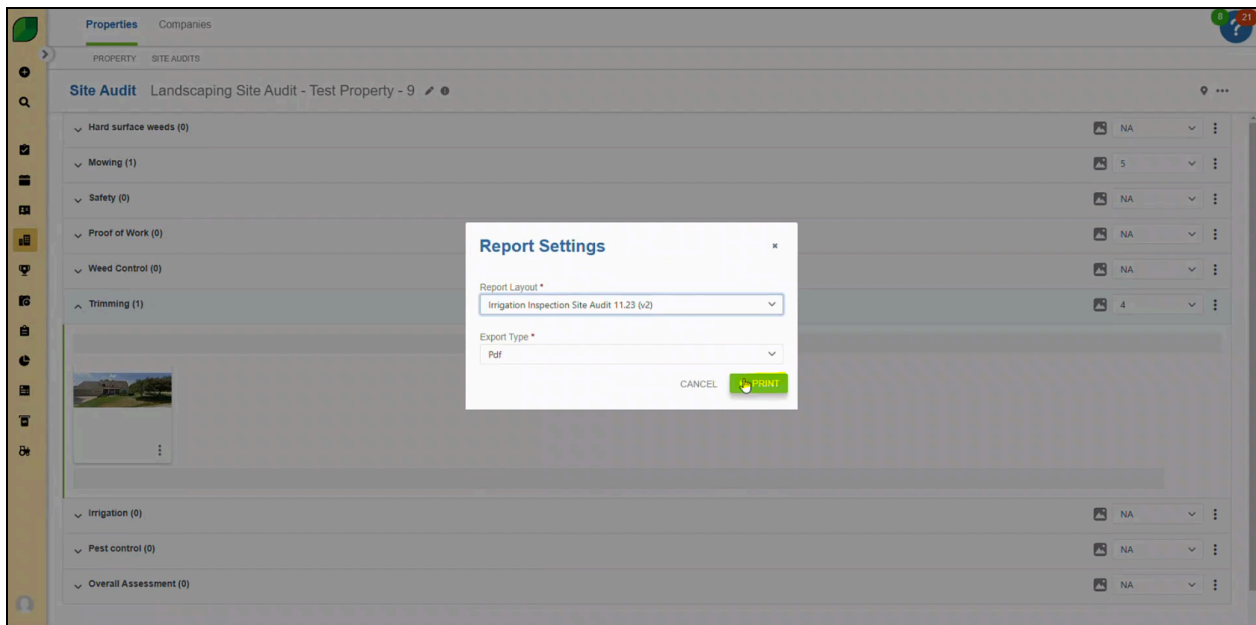 Properties Companies
8 21
?
PROPERTY SITE AUDITS
Site Audit Landscaping Site Audit - Test Property - 9
Hard surface weeds (0) NA
Mowing (1) 5
Safety (0) NA
Proof of Work (0) NA
Weed Control (0) NA
Trimming (1) 4
Report Settings
Report Layout *
Irrigation Inspection Site Audit 11.23 (v2)
Export Type *
Pdf
CANCEL PRINT
Irrigation (0) NA
Pest control (0) NA
Overall Assessment (0) NA